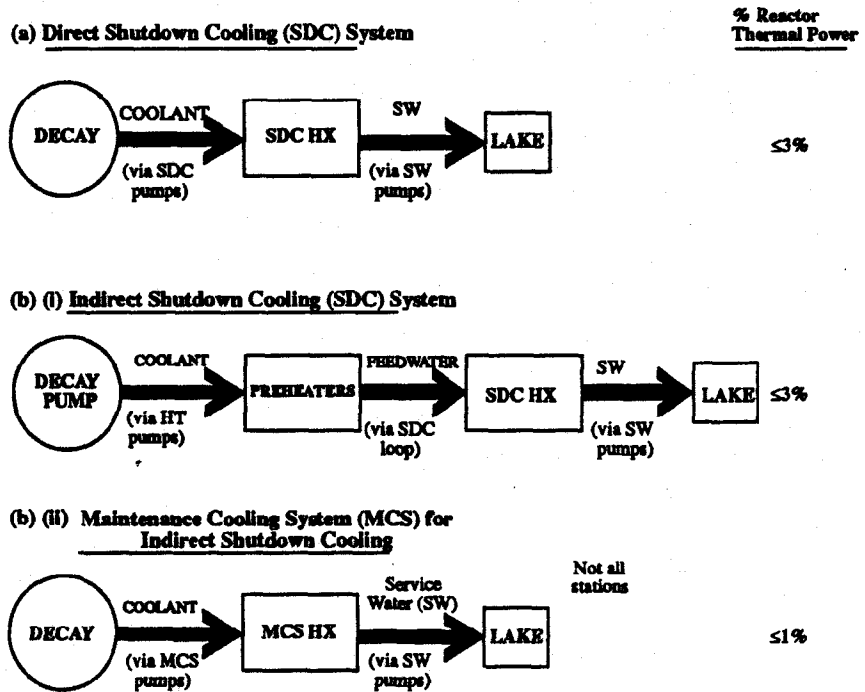 % Reactor
Thermal Power
(a) Direct Shutdown Cooling (SDC) System
COOLANT
SW
DECAY
SDC HX
LAKE
≤3%
(via SDC
pumps)
(via SW
pumps)
(b) (i) Indirect Shutdown Cooling (SDC) System
COOLANT
FEEDWATER
SW
DECAY
PUMP
PREHEATERS
SDC HX
LAKE
≤3%
(via HT
pumps)
(via SDC
loop)
(via SW
pumps)
(b) (ii) Maintenance Cooling System (MCS) for
Indirect Shutdown Cooling
Not all
stations
COOLANT
Service
Water (SW)
DECAY
MCS HX
LAKE
≤1%
(via MCS
pumps)
(via SW
pumps)